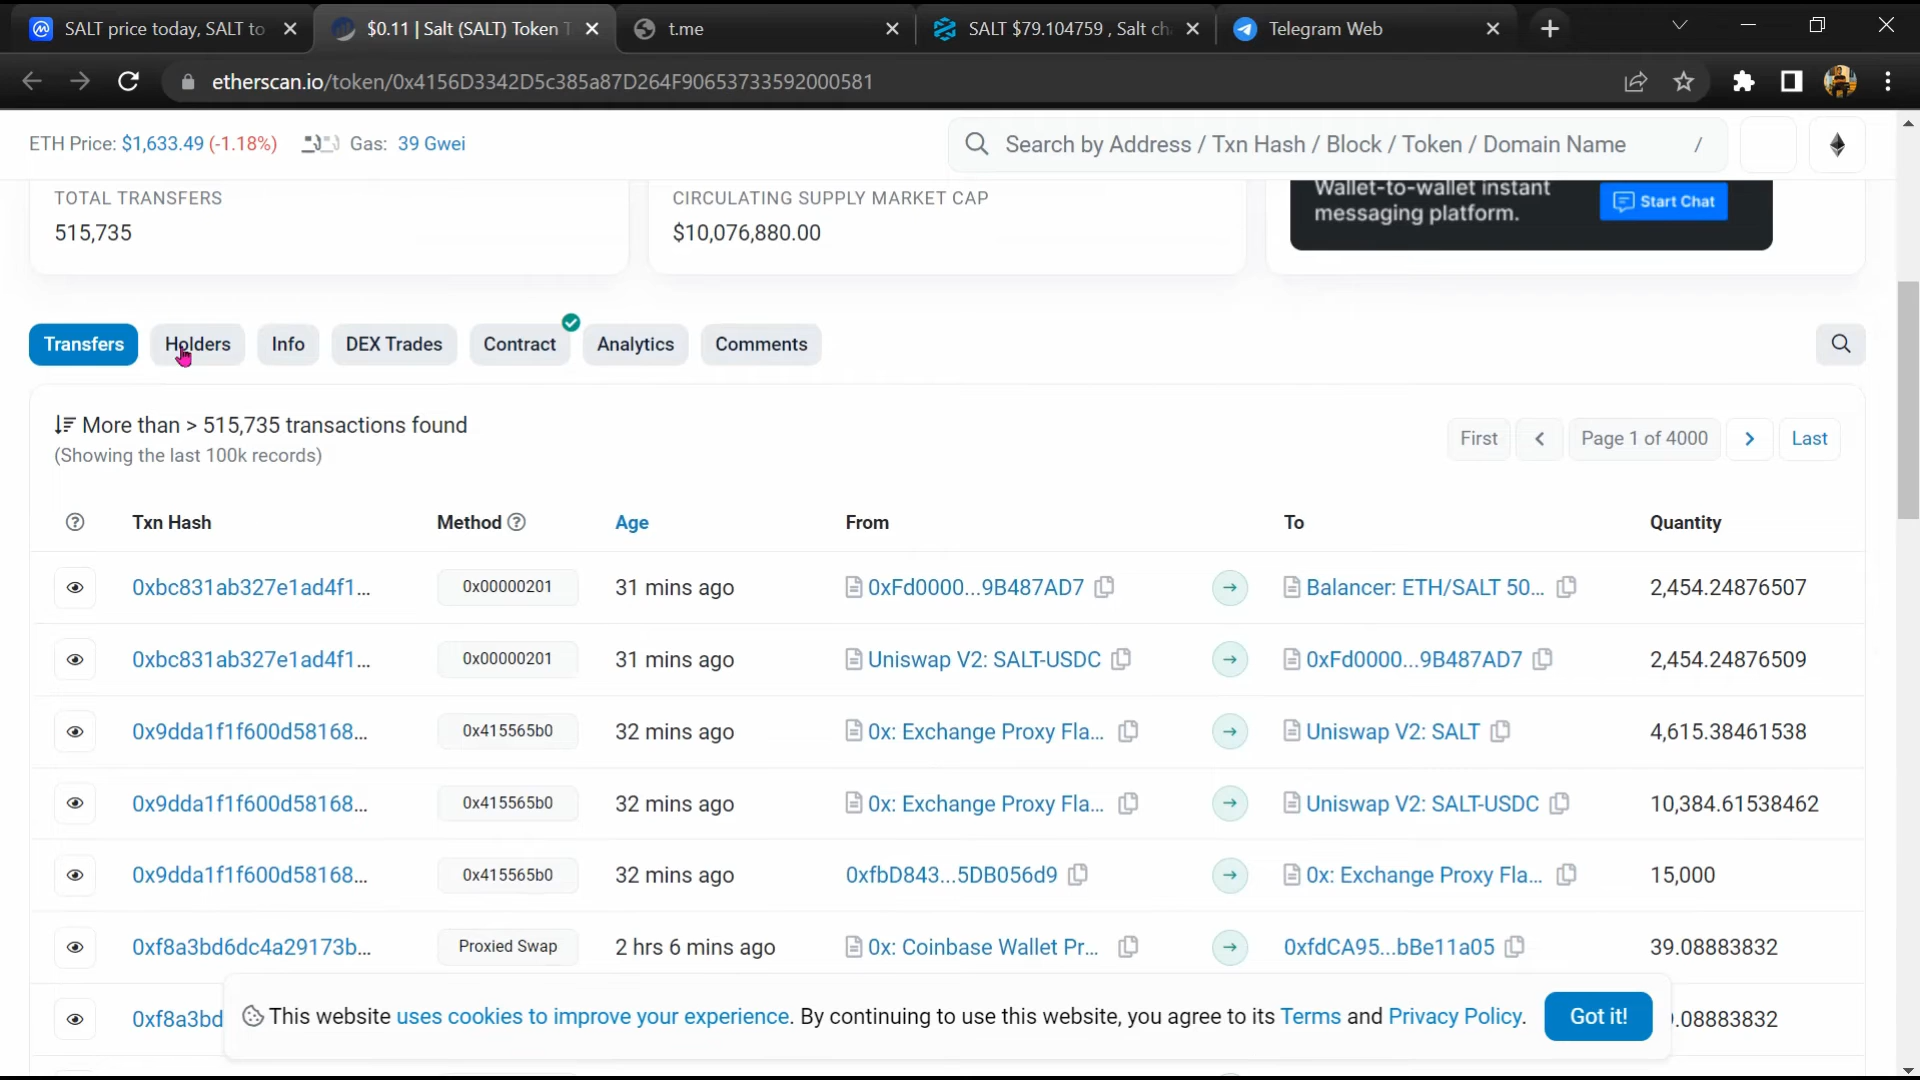 SALT price today, SALT to
$0.11 | Salt (SALT) Token T
t.me
SALT $79.104759 , Salt ch
Telegram Web
etherscan.io/token/0x4156D3342D5c385a87D264F90653733592000581
ETH Price: $1,633.49 (-1.18%) Gas: 39 Gwei
Search by Address / Txn Hash / Block / Token / Domain Name /
TOTAL TRANSFERS
515,735
CIRCULATING SUPPLY MARKET CAP
$10,076,880.00
Wallet-to-wallet instant
messaging platform.
Start Chat
Transfers Holders Info DEX Trades Contract Analytics Comments
More than > 515,735 transactions found
(Showing the last 100k records)
First Page 1 of 4000 Last
Txn Hash Method Age From To Quantity
0xbc831ab327e1ad4f1... 0x00000201 31 mins ago 0xFd0000...9B487AD7 Balancer: ETH/SALT 50... 2,454.24876507
0xbc831ab327e1ad4f1... 0x00000201 31 mins ago Uniswap V2: SALT-USDC 0xFd0000...9B487AD7 2,454.24876509
0x9dda1f1f600d58168... 0x415565b0 32 mins ago 0x: Exchange Proxy Fla... Uniswap V2: SALT 4,615.38461538
0x9dda1f1f600d58168... 0x415565b0 32 mins ago 0x: Exchange Proxy Fla... Uniswap V2: SALT-USDC 10,384.61538462
0x9dda1f1f600d58168... 0x415565b0 32 mins ago 0xfbD843...5DB056d9 0x: Exchange Proxy Fla... 15,000
0xf8a3bd6dc4a29173b... Proxied Swap 2 hrs 6 mins ago 0x: Coinbase Wallet Pr... 0xfdCA95...bBe11a05 39.08883832
0xf8a3bd .08883832
This website uses cookies to improve your experience. By continuing to use this website, you agree to its Terms and Privacy Policy. Got it!